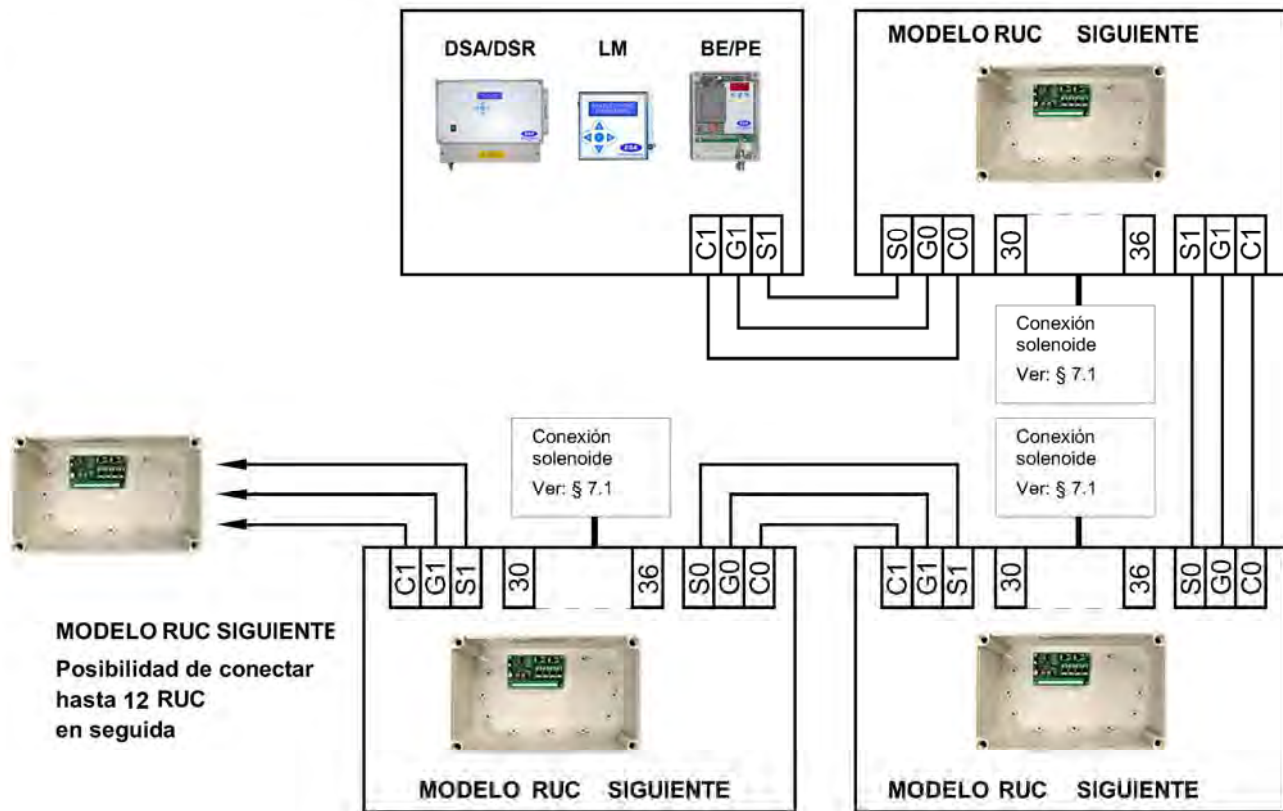 DSA/DSR LM BE/PE
C1 G1 S1
MODELO RUC SIGUIENTE
S0 G0 C0 30 36 S1 G1 C1
Conexión
solenoide
Ver: § 7.1
Conexión
solenoide
Ver: § 7.1
Conexión
solenoide
Ver: § 7.1
C1 G1 S1 30 36 S0 G0 C0
C1 G1 S1 30 36 S0 G0 C0
MODELO RUC SIGUIENTE
Posibilidad de conectar
hasta 12 RUC
en seguida
MODELO RUC SIGUIENTE
MODELO RUC SIGUIENTE